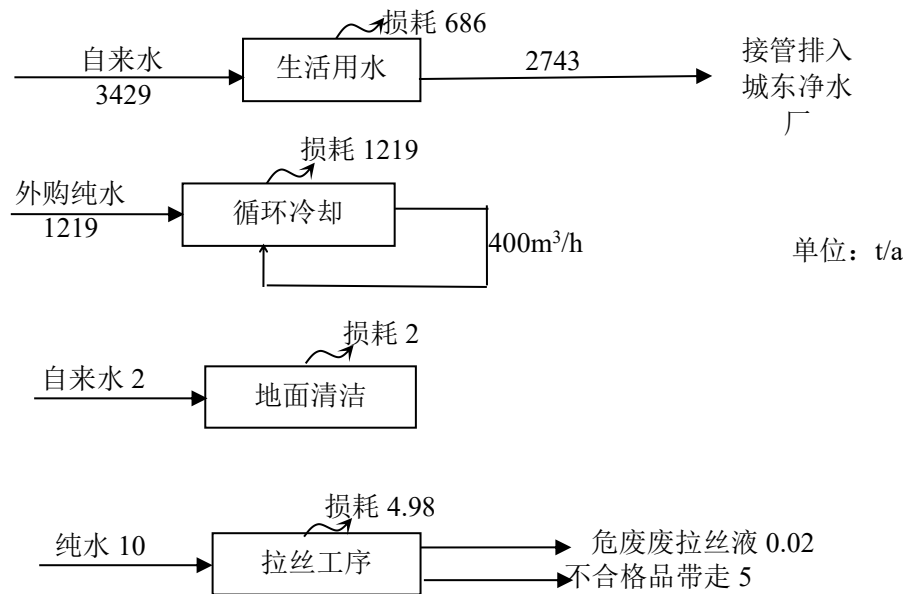 损耗 686
自来水
3429
生活用水
2743
接管排入
城东净水
厂
损耗 1219
外购纯水
1219
循环冷却
400m³/h
单位：t/a
损耗 2
自来水 2
地面清洁
损耗 4.98
纯水 10
拉丝工序
危废废拉丝液 0.02
不合格品带走 5